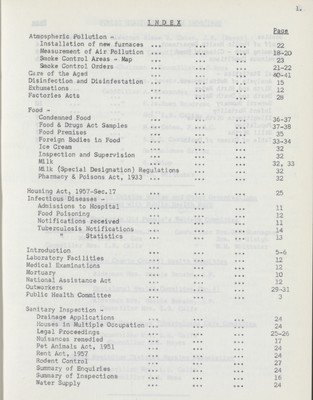 INDEX
Page
Atmospheric Pollution -
Installation of new furnaces ... ... ... 22
Measurement of Air Pollution ... ... ... 18-20
Smoke Control Areas - Map ... ... 23
Smoke Control Orders ... ... ... 21-22
Care of the Aged ... ... ... 40-41
Disinfection and Disinfestation ... ... ... 15
Exhumations ... ... ... 12
Factories Acts ... ... ... 28
Food -
Condemned Food ... ... ... 36-37
Food & Drugs Act Samples ... ... ... 37-38
Food Premises ... ... ... 35
Foreign Bodies in Food ... ... ... 33-34
Ice Cream ... ... ... 32
Inspection and Supervision ... ... ... 32
Milk ... ... ... 32, 33
Milk (Special Designation) Regulations ... ... 32
Pharmacy & Poisons Act, 1933 ... ... ... 32
Housing Act, 1957-Sec.17 ... ... ... 25
Infectious Diseases -
Admissions to Hospital ... ... ... 11
Food Poisoning ... ... ... 12
Notifications received ... ... ... 11
Tuberculosis Notifications ... ... ... 14
" Statistics ... ... ... 13
Introduction ... ... ... 5-6
Laboratory Facilities ... ... ... 12
Medical Examinations ... ... ... 12
Mortuary ... ... ... 10
National Assistance Act ... ... ... 12
Outworkers ... ... ... 29-31
Public Health Committee ... ... ... 3
Sanitary Inspection -
Drainage Applications ... ... ... 24
Houses in Multiple Occupation ... ... ... 24
Legal Proceedings ... ... ... 25-26
Nuisances remedied ... ... ... 17
Pet Animals Act, 1951 ... ... ... 24
Rent Act, 1957 ... ... ... 24
Rodent Control ... ... ... 27
Summary of Enquiries ... ... ... 24
Summary of Inspections ... ... ... 16
Water Supply ... ... ... 24